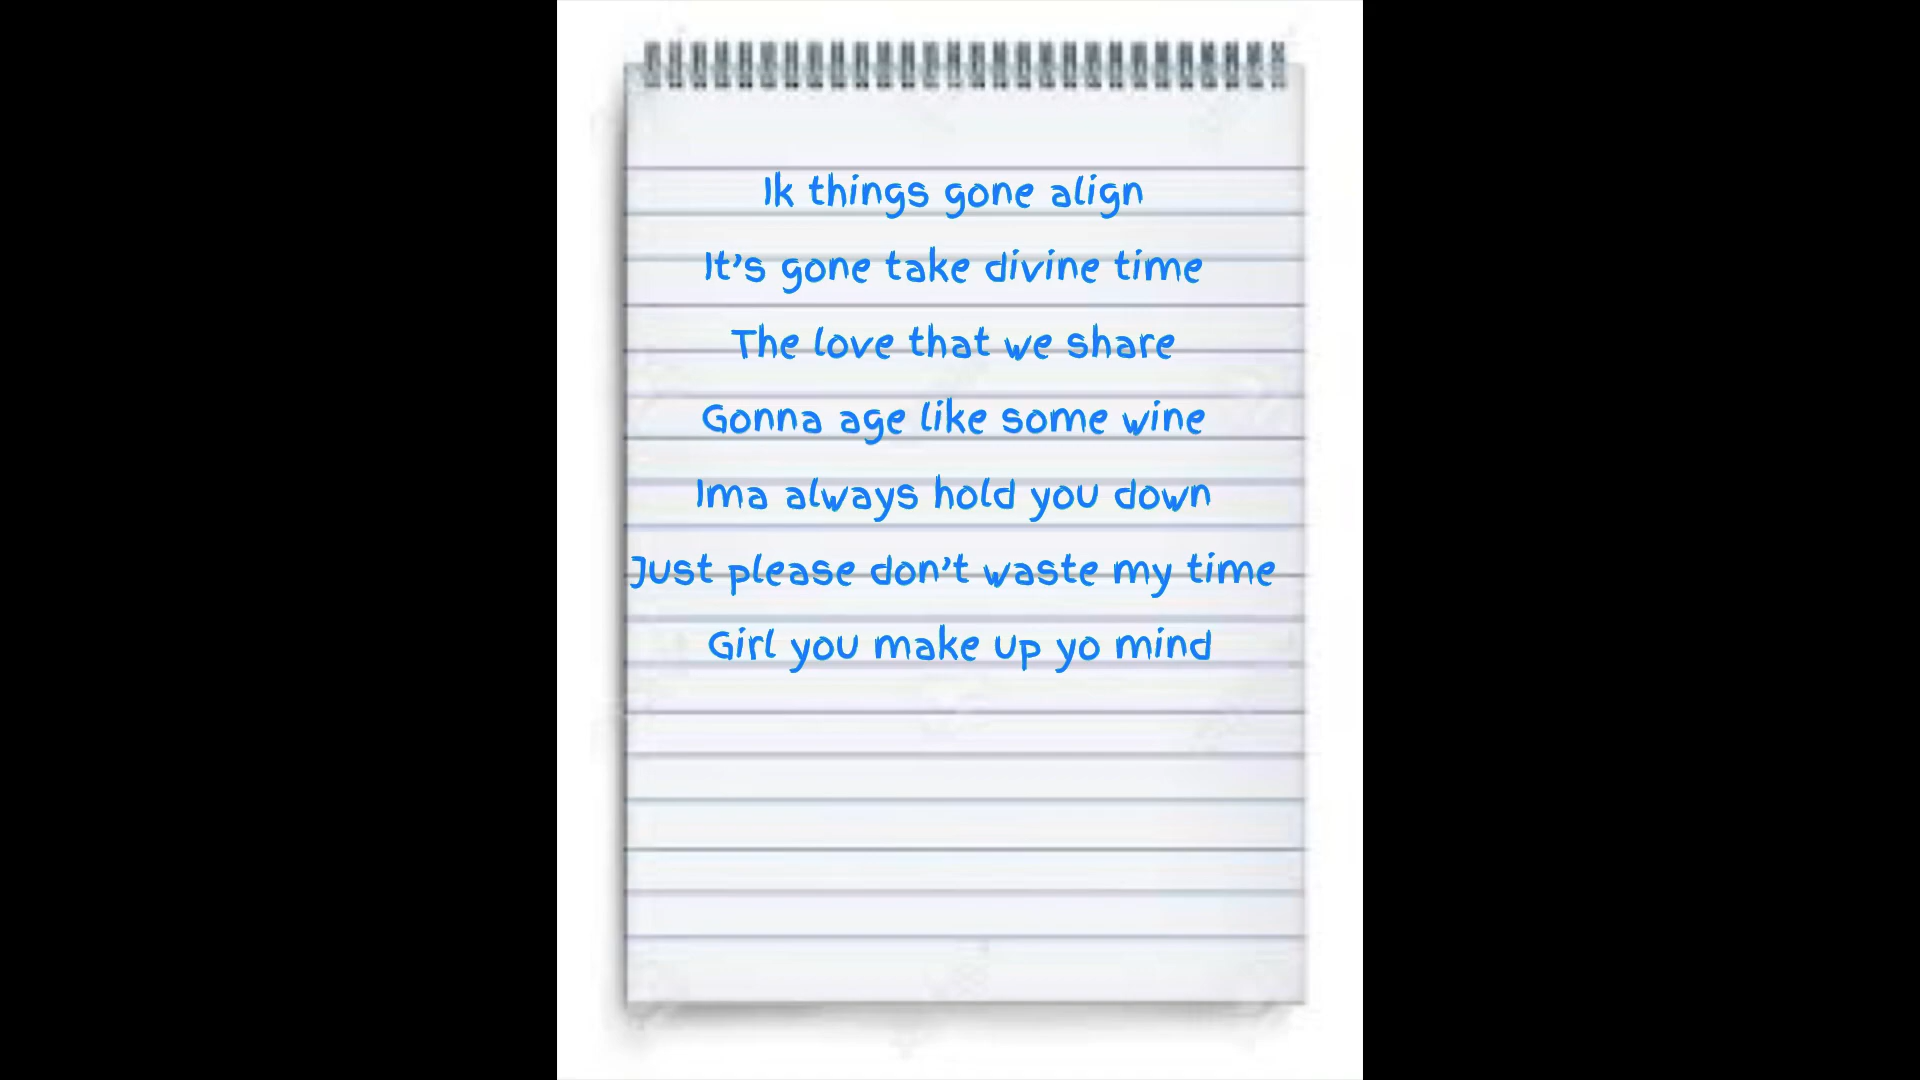 Ik things gone align
It's gone take divine time
The love that we share
Gonna age like some wine
Ima always hold you down
Just please don't waste my time
Girl you make up yo mind